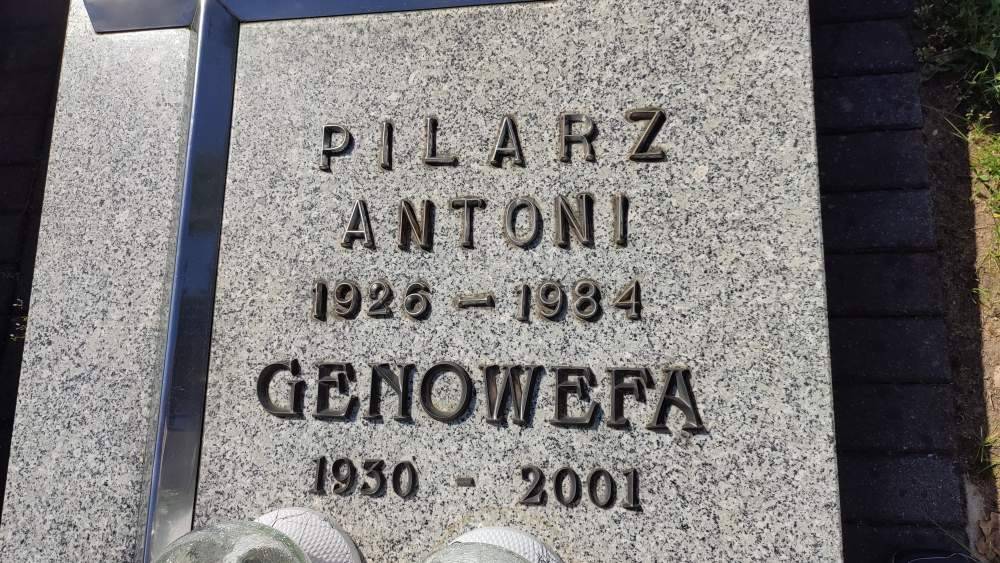 PILARZ
ANTONI
1926 – 1984
GENOWEFA
1930 - 2001